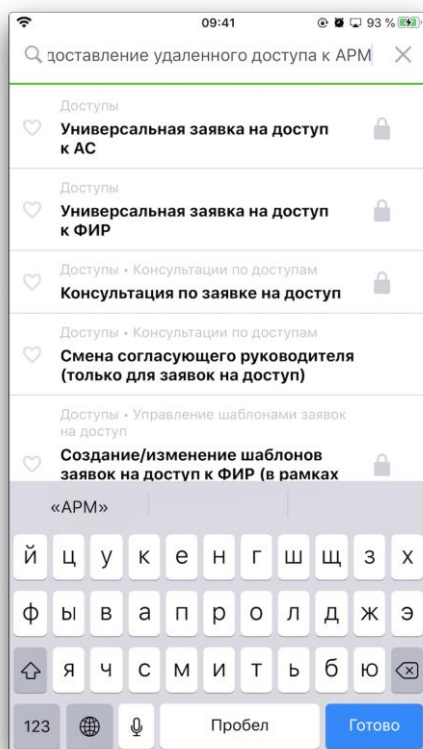 09:41
93 %
доставление удаленного доступа к АРМ
Доступы
Универсальная заявка на доступ
к АС
Доступы
Универсальная заявка на доступ
к ФИР
Доступы • Консультации по доступам
Консультация по заявке на доступ
Доступы • Консультации по доступам
Смена согласующего руководителя
(только для заявок на доступ)
Доступы • Управление шаблонами заявок
на доступ
Создание/изменение шаблонов
заявок на доступ к ФИР (в рамках
«АРМ»
й ц у к е н г ш щ з х
ф ы в а п р о л д ж э
я ч с м и т ь б ю
123 Пробел Готово